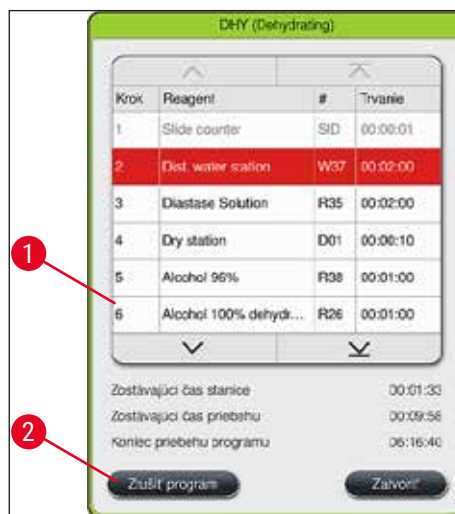 DHY (Dehydrating)
Krok Reagent # Trvanie
1 Slide counter SID 00:00:01
2 Dist. water station W37 00:02:00
3 Diastase Solution R35 00:02:00
4 Dry station D01 00:00:10
5 Alcohol 96% R38 00:01:00
6 Alcohol 100% dehydr... R26 00:01:00
1
Zostávajúci čas stanice 00:01:33
Zostávajúci čas priebehu 00:09:58
Koniec priebehu programu 06:16:40
2
Zrušiť program Zatvoriť